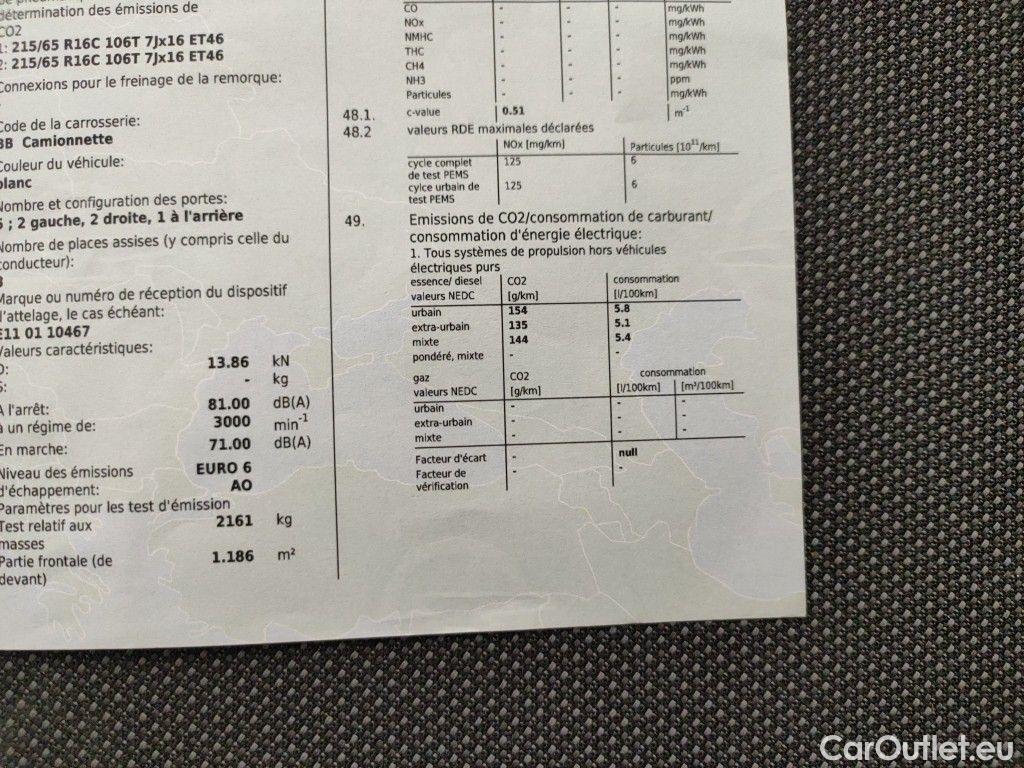 détermination des émissions de
CO2
1: 215/65 R16C 106T 7Jx16 ET46
2: 215/65 R16C 106T 7Jx16 ET46
Connexions pour le freinage de la remorque:
-
Code de la carrosserie:
BB Camionnette
Couleur du véhicule:
blanc
Nombre et configuration des portes:
5 ; 2 gauche, 2 droite, 1 à l'arrière
Nombre de places assises (y compris celle du
conducteur):
Marque ou numéro de réception du dispositif
d'attelage, le cas échéant:
E11 01 10467
Valeurs caractéristiques:
D: 13.86 kN
S: - kg
A l'arrêt: 81.00 dB(A)
à un régime de: 3000 min-1
En marche: 71.00 dB(A)
Niveau des émissions EURO 6
d'échappement: AO
Paramètres pour les test d'émission
Test relatif aux 2161 kg
masses
Partie frontale (de 1.186 m²
devant)
CO - - - mg/kWh
NOx - - - mg/kWh
NMHC - - - mg/kWh
THC - - - mg/kWh
CH4 - - - mg/kWh
NH3 - - - ppm
Particules - - - mg/kWh
48.1. c-value 0.51 m-1
48.2 valeurs RDE maximales déclarées
NOx [mg/km] Particules [10^11/km]
cycle complet 125 6
de test PEMS
cylce urbain de 125 6
test PEMS
49. Emissions de CO2/consommation de carburant/
consommation d'énergie électrique:
1. Tous systèmes de propulsion hors véhicules
électriques purs
essence/ diesel CO2 consommation
valeurs NEDC [g/km] [l/100km]
urbain 154 5.8
extra-urbain 135 5.1
mixte 144 5.4
pondéré, mixte - -
gaz CO2 consommation
valeurs NEDC [g/km] [l/100km] [m³/100km]
urbain - - -
extra-urbain - - -
mixte - - -
Facteur d'écart - null
Facteur de - -
vérification
CarOutlet.eu